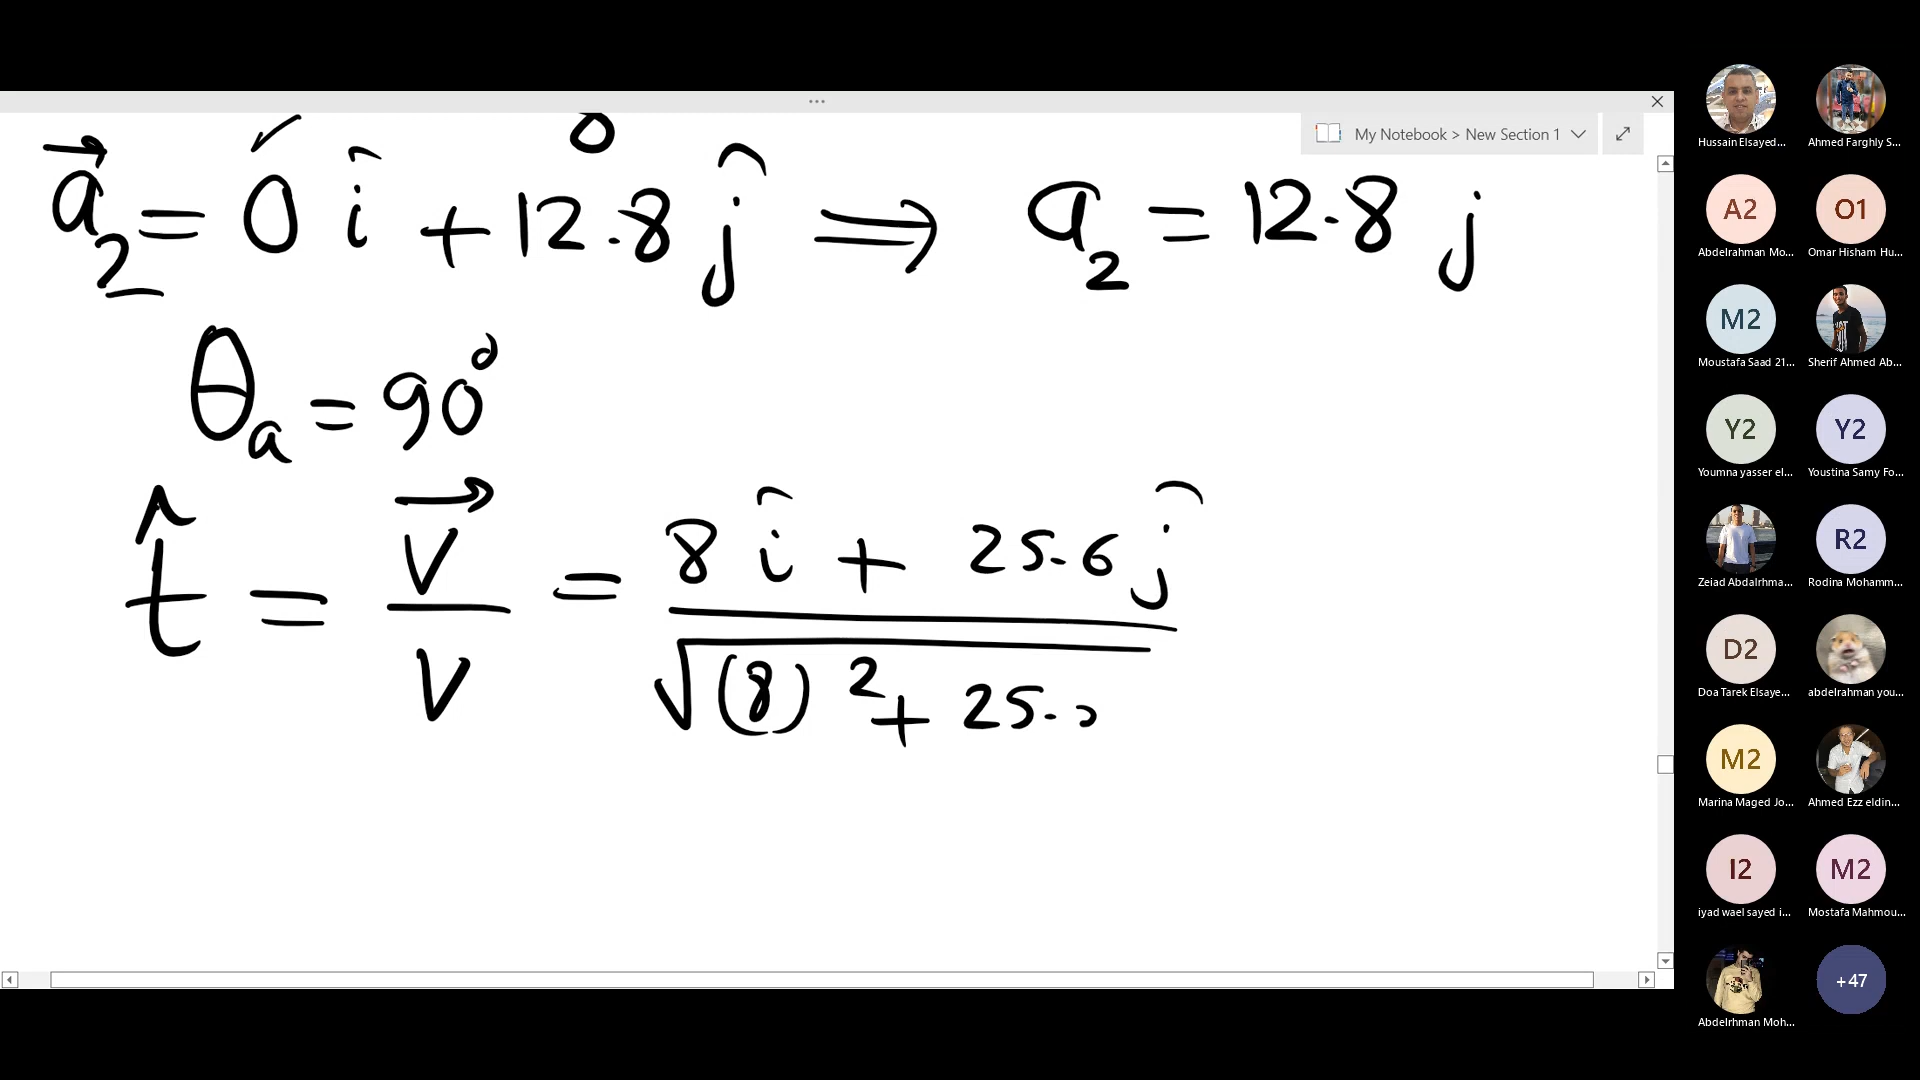 My Notebook > New Section 1
0
a₂ = 0 î + 12.8 ĵ ⟹ a₂ = 12.8 j
θₐ = 90°
t̂ = V⃗ / V = (8 î + 25.6 ĵ) / √((8)² + 25.
Hussain Elsayed... Ahmed Farghly S...
A2 O1
Abdelrahman Mo... Omar Hisham Hu...
M2
Moustafa Saad 21... Sherif Ahmed Ab...
Y2 Y2
Youmna yasser el... Youstina Samy Fo...
R2
Zeiad Abdalrhma... Rodina Mohamm...
D2
Doa Tarek Elsaye... abdelrahman you...
M2
Marina Maged Jo... Ahmed Ezz eldin...
I2 M2
iyad wael sayed i... Mostafa Mahmou...
+47
Abdelrhman Moh...